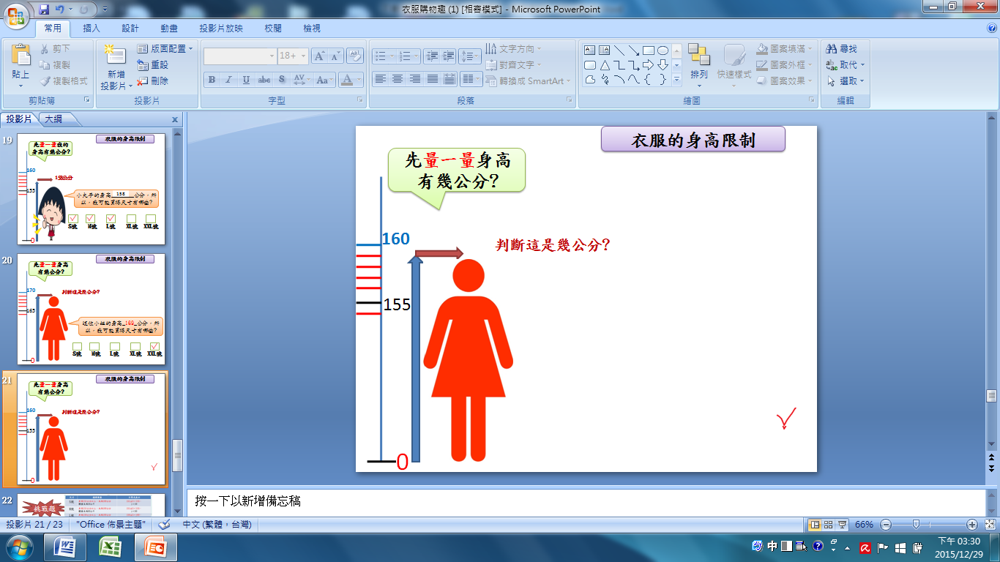 衣服購物趣 (1) [相容模式] - Microsoft PowerPoint
常用 插入 設計 動畫 投影片放映 校閱 檢視
貼上
剪下
複製
複製格式
剪貼簿
新增
投影片
版面配置
重設
刪除
投影片
18+
B I U abc S AV Aa A
字型
文字方向
對齊文字
轉換成 SmartArt
段落
排列
快速樣式
圖案填滿
圖案外框
圖案效果
繪圖
尋找
取代
選取
編輯
投影片 大綱
19
衣服的身高限制
先量一量我的
身高有幾公分?
160
158公分
155
小丸子的身高_158_公分,所
以,我可能買得尺寸有哪些?
S號 M號 L號 XL號 XXL號
0
20
衣服的身高限制
先量一量身高
有幾公分?
170
判斷這是幾公分?
165
這位小姐的身高_169_公分,所
以,我可能買得尺寸有哪些?
S號 M號 L號 XL號 XXL號
0
21
衣服的身高限制
先量一量身高
有幾公分?
160
判斷這是幾公分?
155
0
22
挑戰題
衣服的身高限制
先量一量身高
有幾公分?
160
判斷這是幾公分?
155
0
按一下以新增備忘稿
投影片 21 / 23 "Office 佈景主題" 中文 (繁體,台灣) 66%
中
下午 03:30
2015/12/29